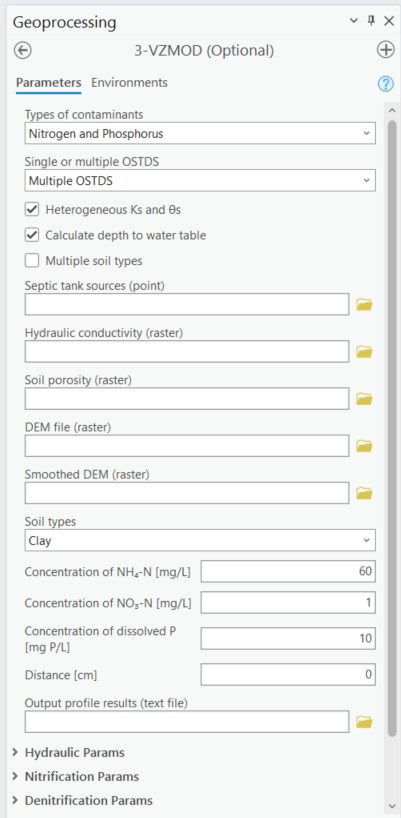 Geoprocessing
3-VZMOD (Optional)
Parameters Environments
Types of contaminants
Nitrogen and Phosphorus
Single or multiple OSTDS
Multiple OSTDS
Heterogeneous Ks and θs
Calculate depth to water table
Multiple soil types
Septic tank sources (point)
Hydraulic conductivity (raster)
Soil porosity (raster)
DEM file (raster)
Smoothed DEM (raster)
Soil types
Clay
Concentration of NH₄-N [mg/L] 60
Concentration of NO₃-N [mg/L] 1
Concentration of dissolved P
[mg P/L] 10
Distance [cm] 0
Output profile results (text file)
Hydraulic Params
Nitrification Params
Denitrification Params